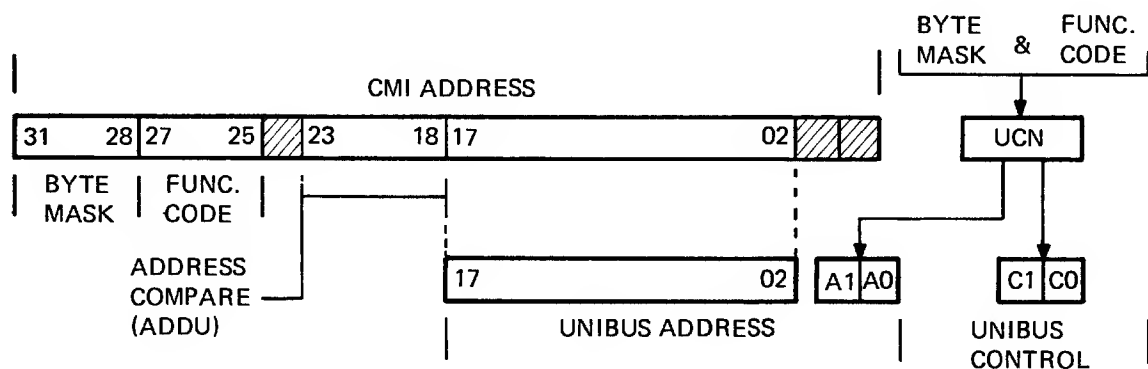 BYTE MASK & FUNC. CODE
CMI ADDRESS
31 28 27 25 23 18 17 02
UCN
BYTE MASK
FUNC. CODE
ADDRESS
COMPARE
(ADDU)
17 02 A1 A0 C1 C0
UNIBUS ADDRESS
UNIBUS
CONTROL